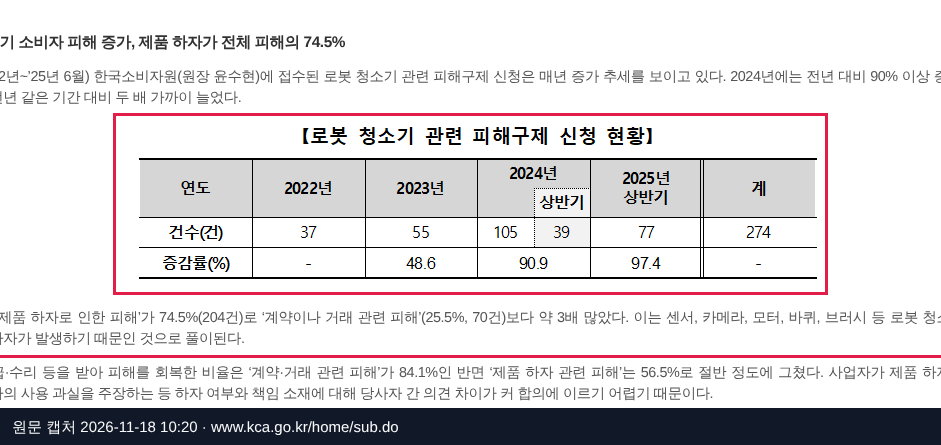 기 소비자 피해 증가, 제품 하자가 전체 피해의 74.5%
2년~'25년 6월) 한국소비자원(원장 윤수현)에 접수된 로봇 청소기 관련 피해구제 신청은 매년 증가 추세를 보이고 있다. 2024년에는 전년 대비 90% 이상 증
년 같은 기간 대비 두 배 가까이 늘었다.
【로봇 청소기 관련 피해구제 신청 현황】
연도 2022년 2023년 2024년 상반기 2025년 상반기 계
건수(건) 37 55 105 39 77 274
증감률(%) - 48.6 90.9 97.4 -
제품 하자로 인한 피해’가 74.5%(204건)로 ‘계약이나 거래 관련 피해’(25.5%, 70건)보다 약 3배 많았다. 이는 센서, 카메라, 모터, 바퀴, 브러시 등 로봇 청소
자가 발생하기 때문인 것으로 풀이된다.
·수리 등을 받아 피해를 회복한 비율은 ‘계약·거래 관련 피해’가 84.1%인 반면 ‘제품 하자 관련 피해’는 56.5%로 절반 정도에 그쳤다. 사업자가 제품 하자
의 사용 과실을 주장하는 등 하자 여부와 책임 소재에 대해 당사자 간 의견 차이가 커 합의에 이르기 어렵기 때문이다.
원문 캡처 2026-11-18 10:20 · www.kca.go.kr/home/sub.do